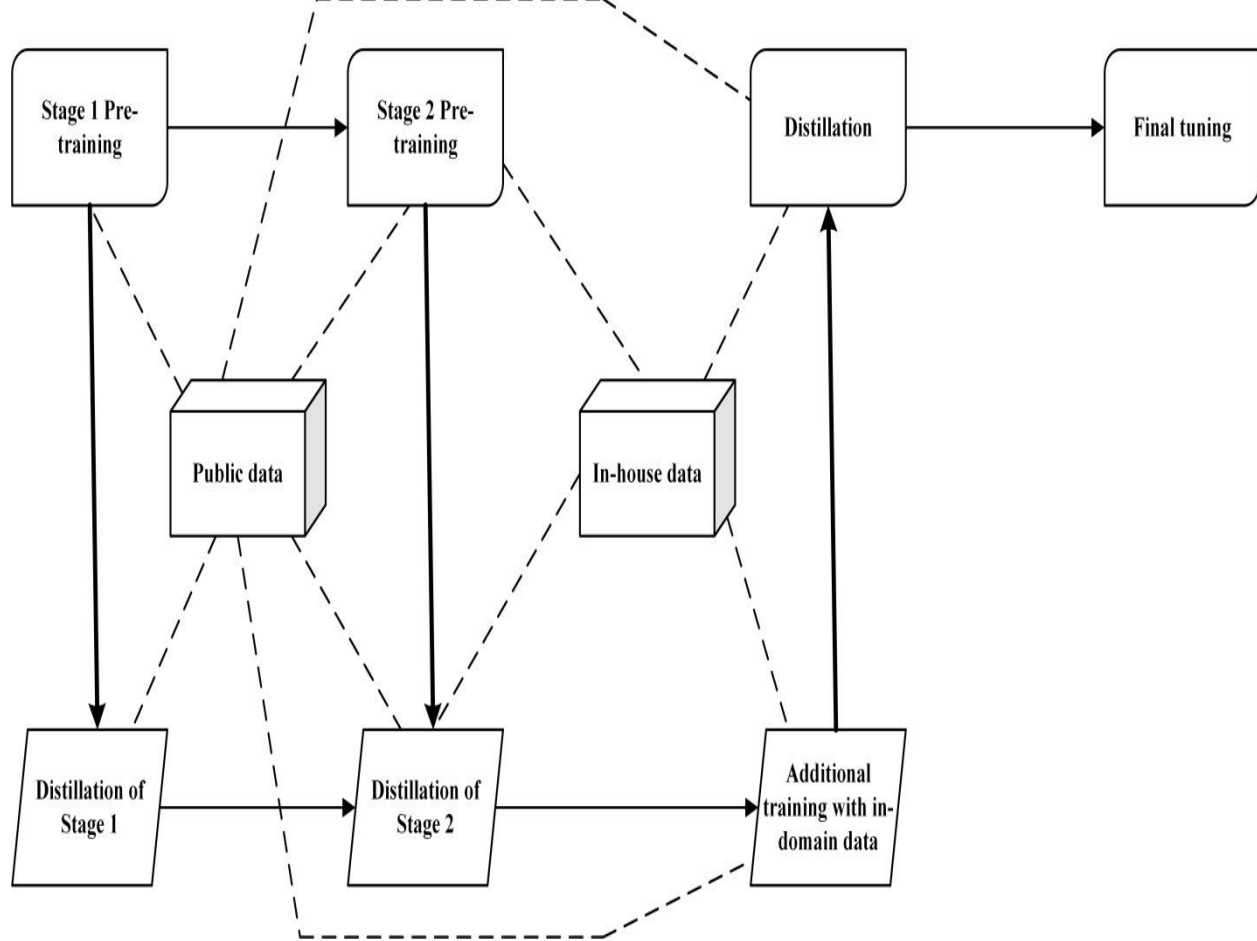 Stage 1 Pre-
training
Stage 2 Pre-
training
Distillation
Final tuning
Public data
In-house data
Distillation of
Stage 1
Distillation of
Stage 2
Additional
training with in-
domain data